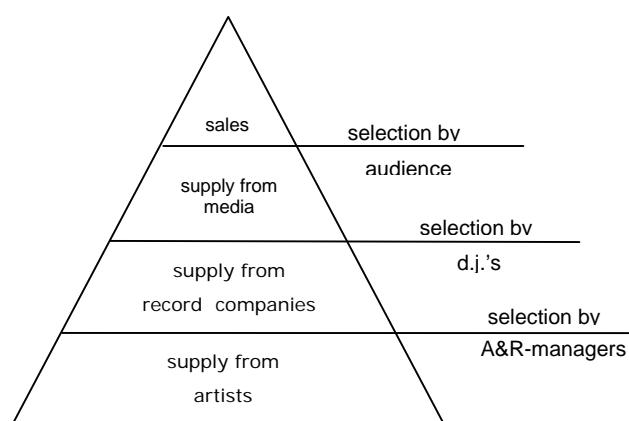 sales
selection by
audience
supply from
media
selection by
d.j.'s
supply from
record companies
selection by
A&R-managers
supply from
artists